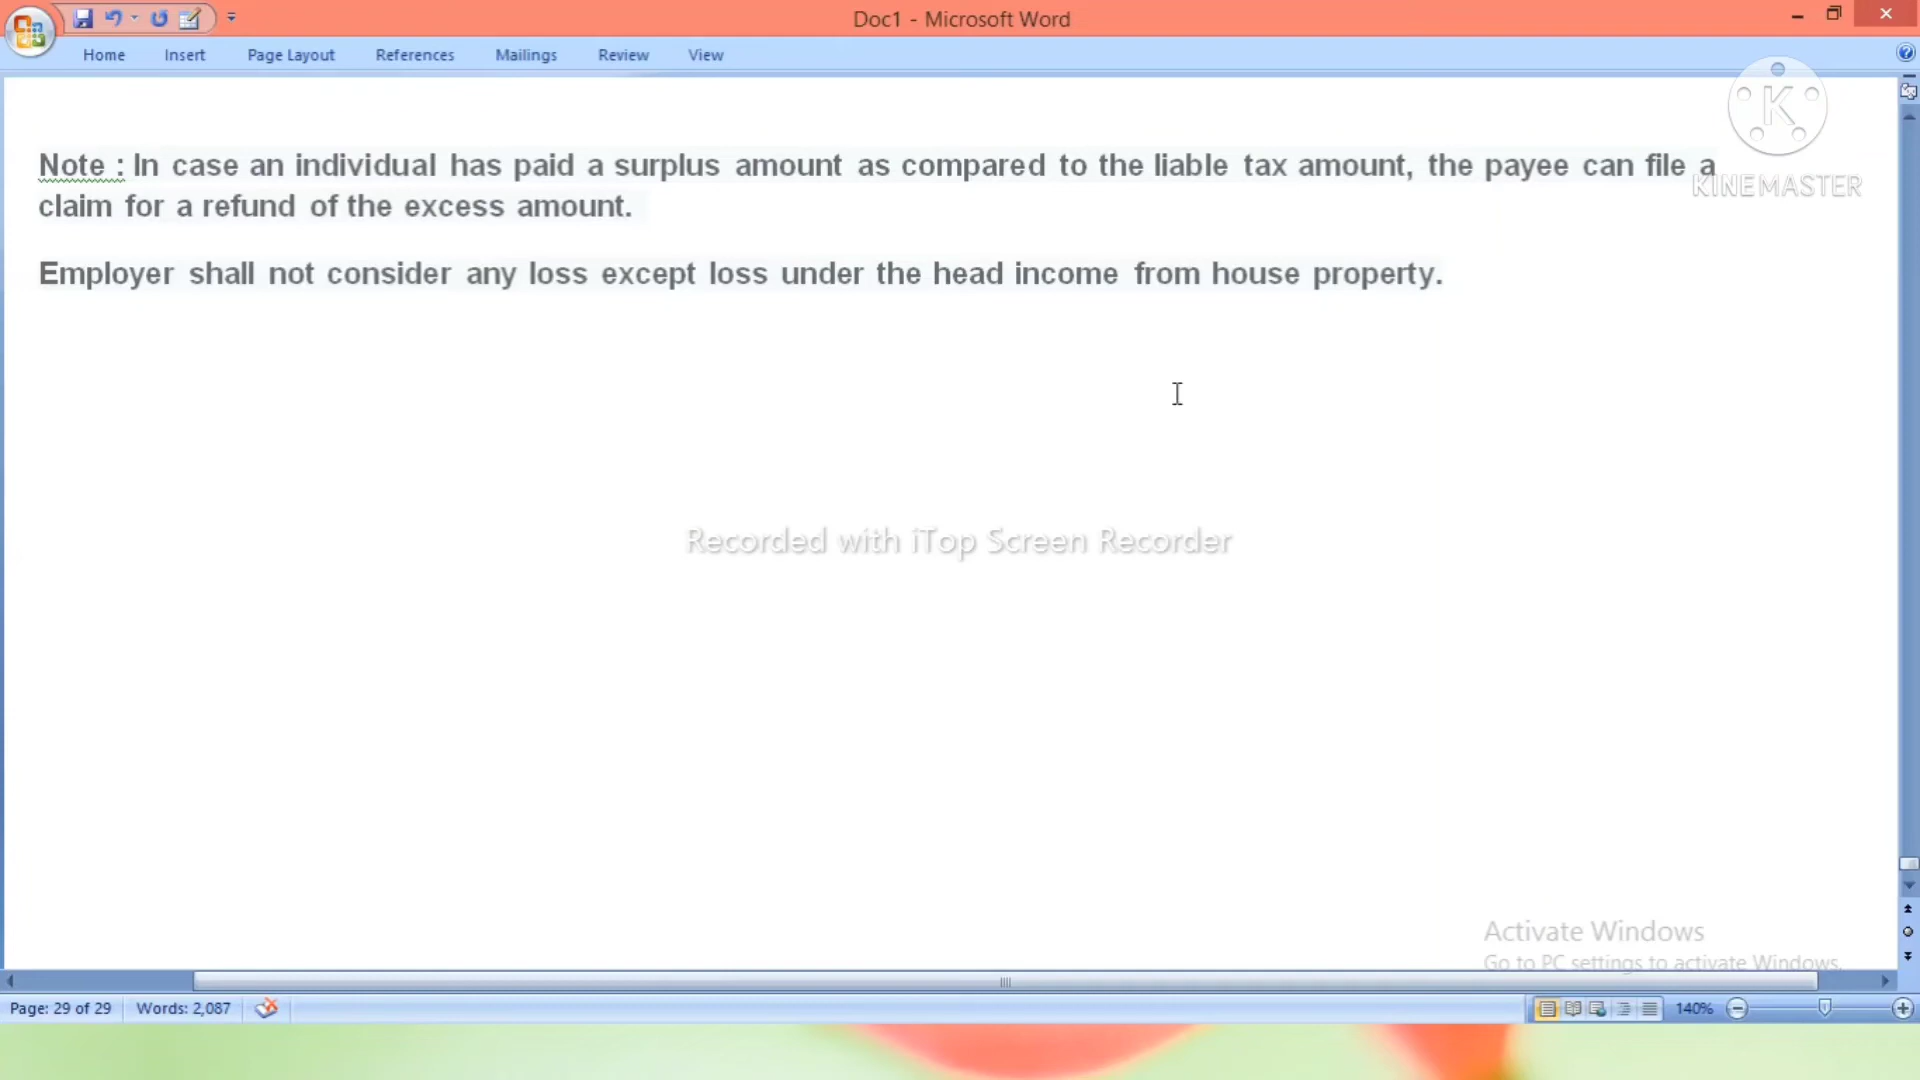 Doc1 - Microsoft Word
Home Insert Page Layout References Mailings Review View
K
KINEMASTER
Note : In case an individual has paid a surplus amount as compared to the liable tax amount, the payee can file a
claim for a refund of the excess amount.
Employer shall not consider any loss except loss under the head income from house property.
Recorded with iTop Screen Recorder
Activate Windows
Go to PC settings to activate Windows.
Page: 29 of 29 Words: 2,087 140%